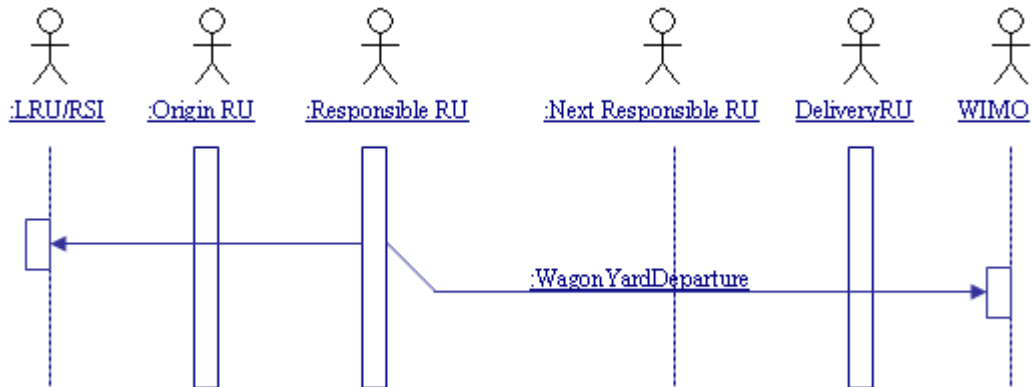 :LRU/RSI
:Origin RU
:Responsible RU
:Next Responsible RU
DeliveryRU
WIMO
:WagonYardDeparture